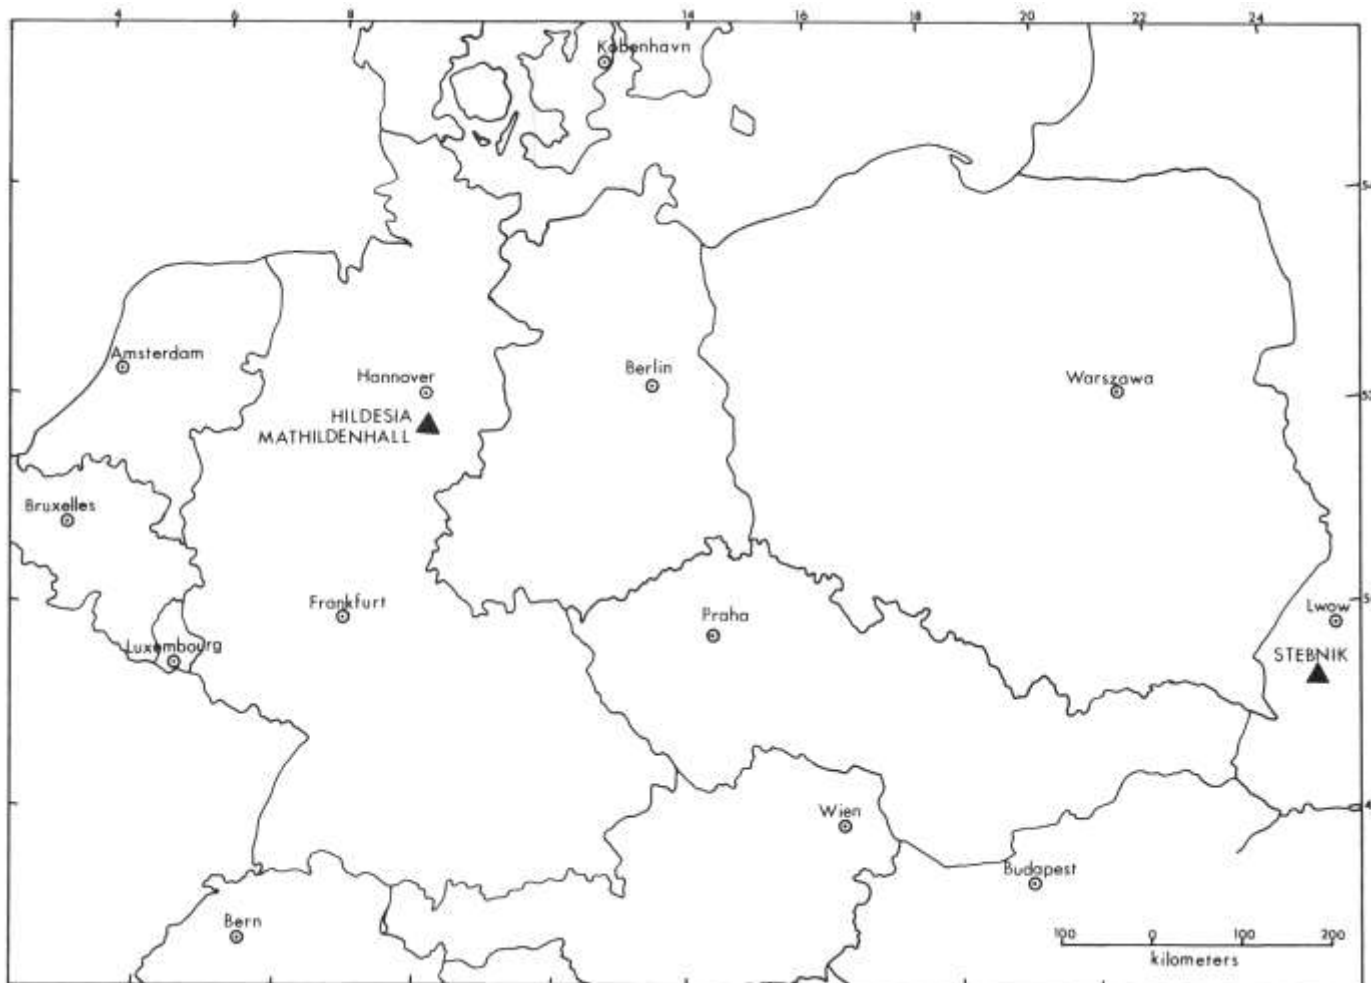 4 6 8 14 16 18 20 22 24
København
Amsterdam
Hannover
Berlin
Warszawa
HILDESIA
MATHILDENHALL
Bruxelles
Frankfurt
Praha
Lwow
Luxembourg
STEBNIK
Wien
Budapest
Bern
100 0 100 200
kilometers